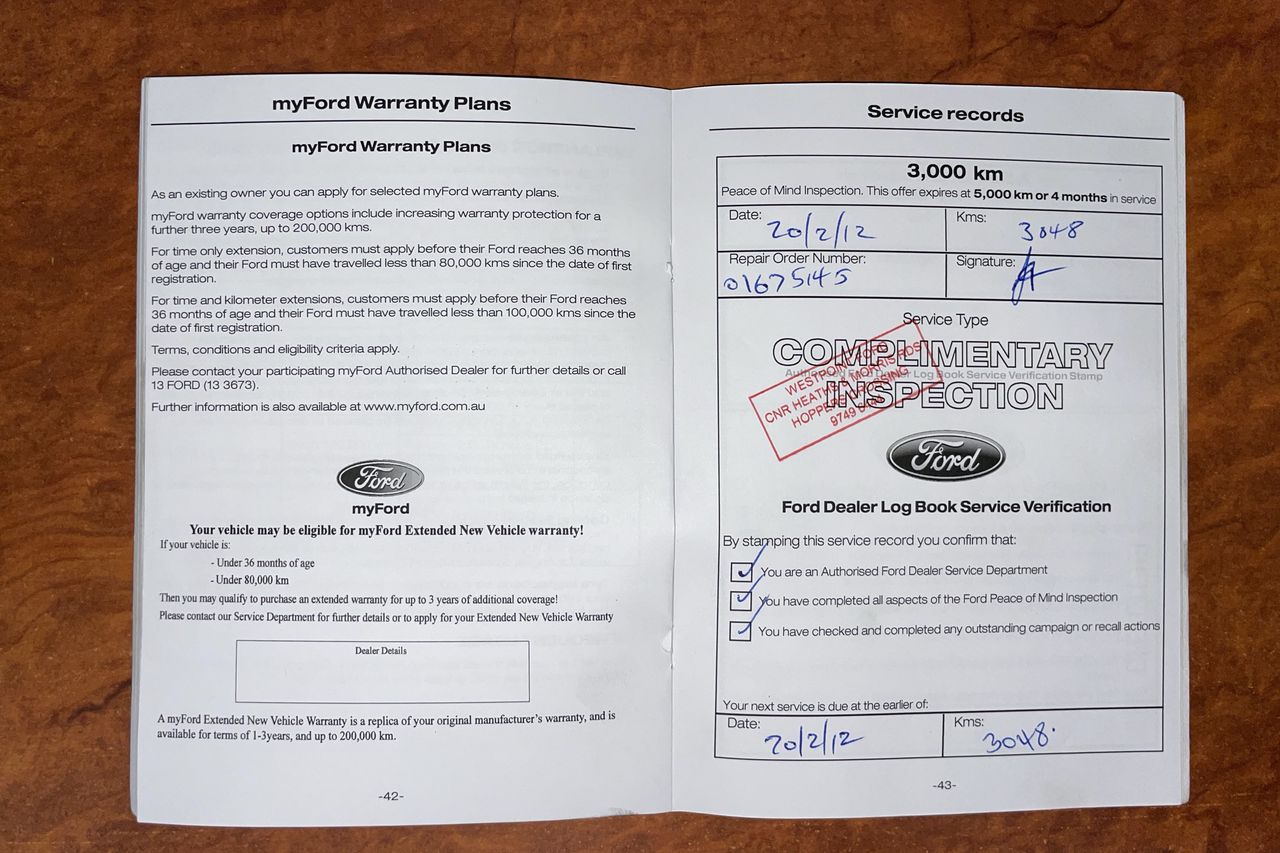 myFord Warranty Plans
myFord Warranty Plans
As an existing owner you can apply for selected myFord warranty plans.
myFord warranty coverage options include increasing warranty protection for a
further three years, up to 200,000 kms.
For time only extension, customers must apply before their Ford reaches 36 months
of age and their Ford must have travelled less than 80,000 kms since the date of first
registration.
For time and kilometer extensions, customers must apply before their Ford reaches
36 months of age and their Ford must have travelled less than 100,000 kms since the
date of first registration.
Terms, conditions and eligibility criteria apply.
Please contact your participating myFord Authorised Dealer for further details or call
13 FORD (13 3673).
Further information is also available at www.myford.com.au
Ford
myFord
Your vehicle may be eligible for myFord Extended New Vehicle warranty!
If your vehicle is:
- Under 36 months of age
- Under 80,000 km
Then you may qualify to purchase an extended warranty for up to 3 years of additional coverage!
Please contact our Service Department for further details or to apply for your Extended New Vehicle Warranty
Dealer Details
A myFord Extended New Vehicle Warranty is a replica of your original manufacturer's warranty, and is
available for terms of 1-3years, and up to 200,000 km.
-42-
Service records
3,000 km
Peace of Mind Inspection. This offer expires at 5,000 km or 4 months in service
Date: 20/2/12
Kms: 3048
Repair Order Number: 01675145
Signature:
Service Type
COMPLIMENTARY
Dealer Log Book Service Verification Stamp
INSPECTION
WESTPOINT FORD
CNR HEATHS & MORRIS RDS
HOPPERS CROSSING
9749
Ford
Ford Dealer Log Book Service Verification
By stamping this service record you confirm that:
You are an Authorised Ford Dealer Service Department
You have completed all aspects of the Ford Peace of Mind Inspection
You have checked and completed any outstanding campaign or recall actions
Your next service is due at the earlier of:
Date: 20/2/12
Kms: 3048.
-43-